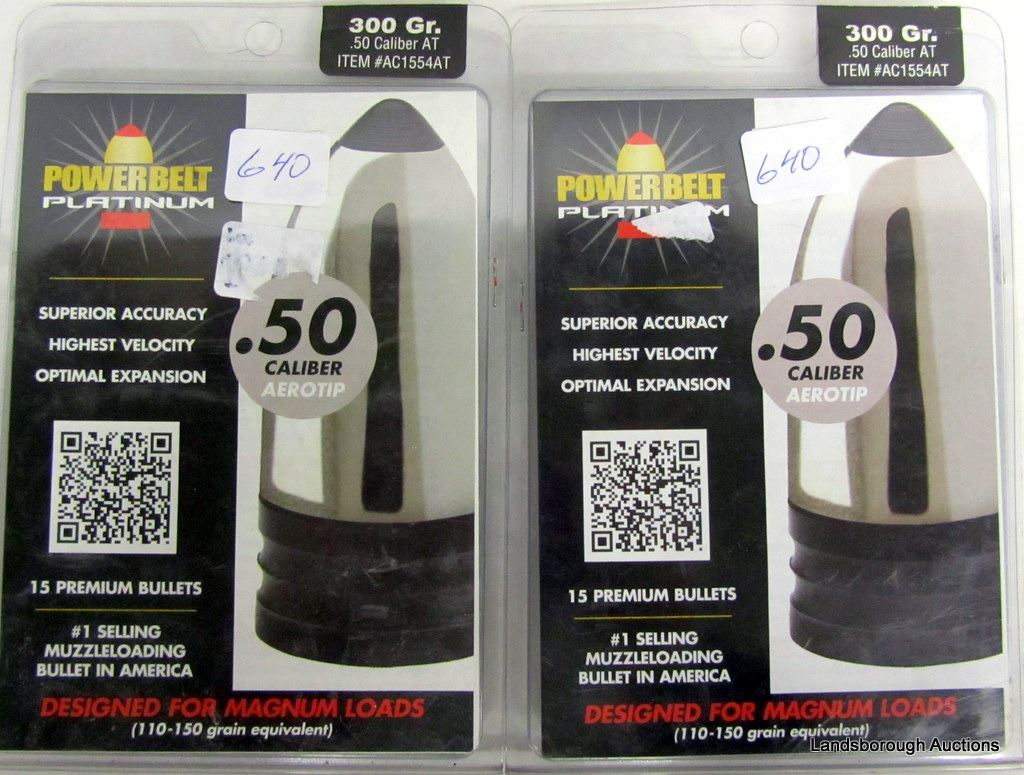 300 Gr.
.50 Caliber AT
ITEM #AC1554AT
640
POWERBELT
PLATINUM
SUPERIOR ACCURACY
HIGHEST VELOCITY
OPTIMAL EXPANSION
.50
CALIBER
AEROTIP
15 PREMIUM BULLETS
#1 SELLING
MUZZLELOADING
BULLET IN AMERICA
DESIGNED FOR MAGNUM LOADS
(110-150 grain equivalent)
300 Gr.
.50 Caliber AT
ITEM #AC1554AT
640
POWERBELT
PLATINUM
SUPERIOR ACCURACY
HIGHEST VELOCITY
OPTIMAL EXPANSION
.50
CALIBER
AEROTIP
15 PREMIUM BULLETS
#1 SELLING
MUZZLELOADING
BULLET IN AMERICA
DESIGNED FOR MAGNUM LOADS
(110-150 grain equivalent)
Landsborough Auctions